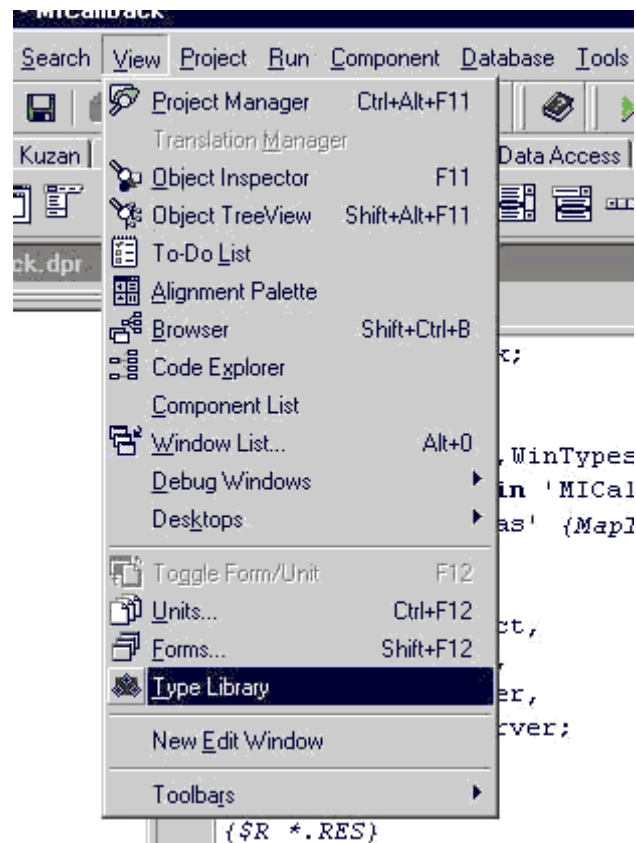 MICallBack
Search View Project Run Component Database Tools
Project Manager Ctrl+Alt+F11
Translation Manager
Kuzan Data Access
Object Inspector F11
Object TreeView Shift+Alt+F11
To-Do List
ck.dpr
Alignment Palette
Browser Shift+Ctrl+B
Code Explorer
Component List
Window List... Alt+0
,WinTypes
Debug Windows
in 'MICal
Desktops
as' {MapI
Toggle Form/Unit F12
Units... Ctrl+F12
ct,
Forms... Shift+F12
Type Library
er,
rver;
New Edit Window
Toolbars
{$R *.RES}